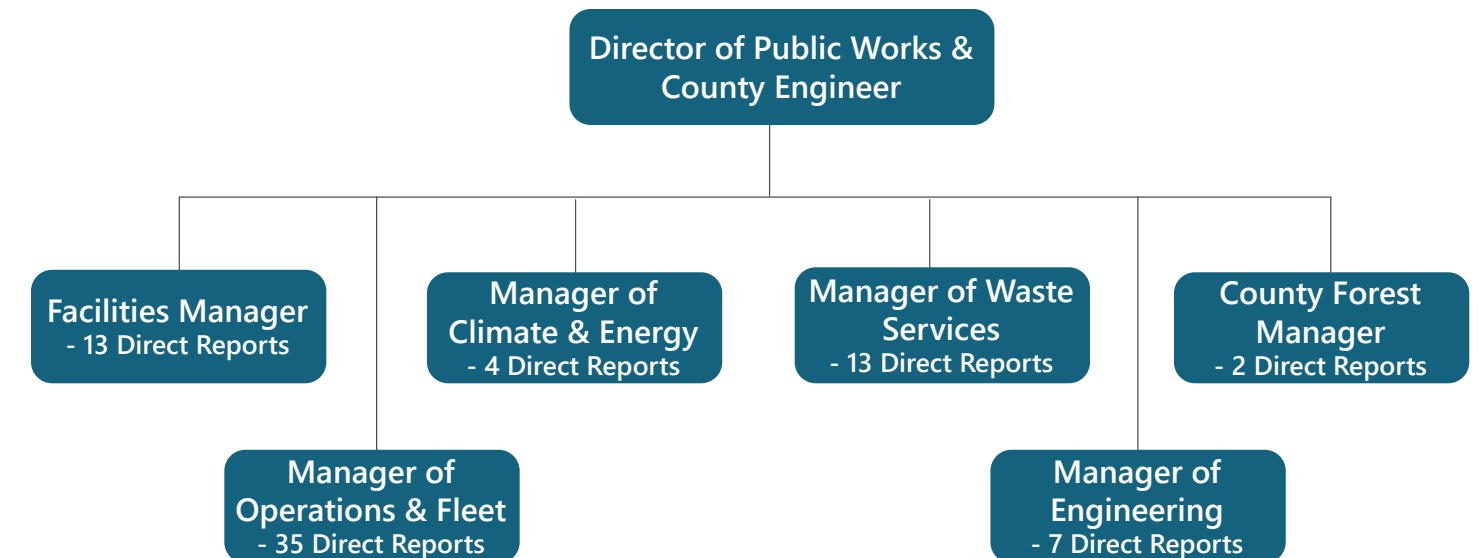 Director of Public Works &
County Engineer
Facilities Manager
- 13 Direct Reports
Manager of
Climate & Energy
- 4 Direct Reports
Manager of Waste
Services
- 13 Direct Reports
County Forest
Manager
- 2 Direct Reports
Manager of
Operations & Fleet
- 35 Direct Reports
Manager of
Engineering
- 7 Direct Reports